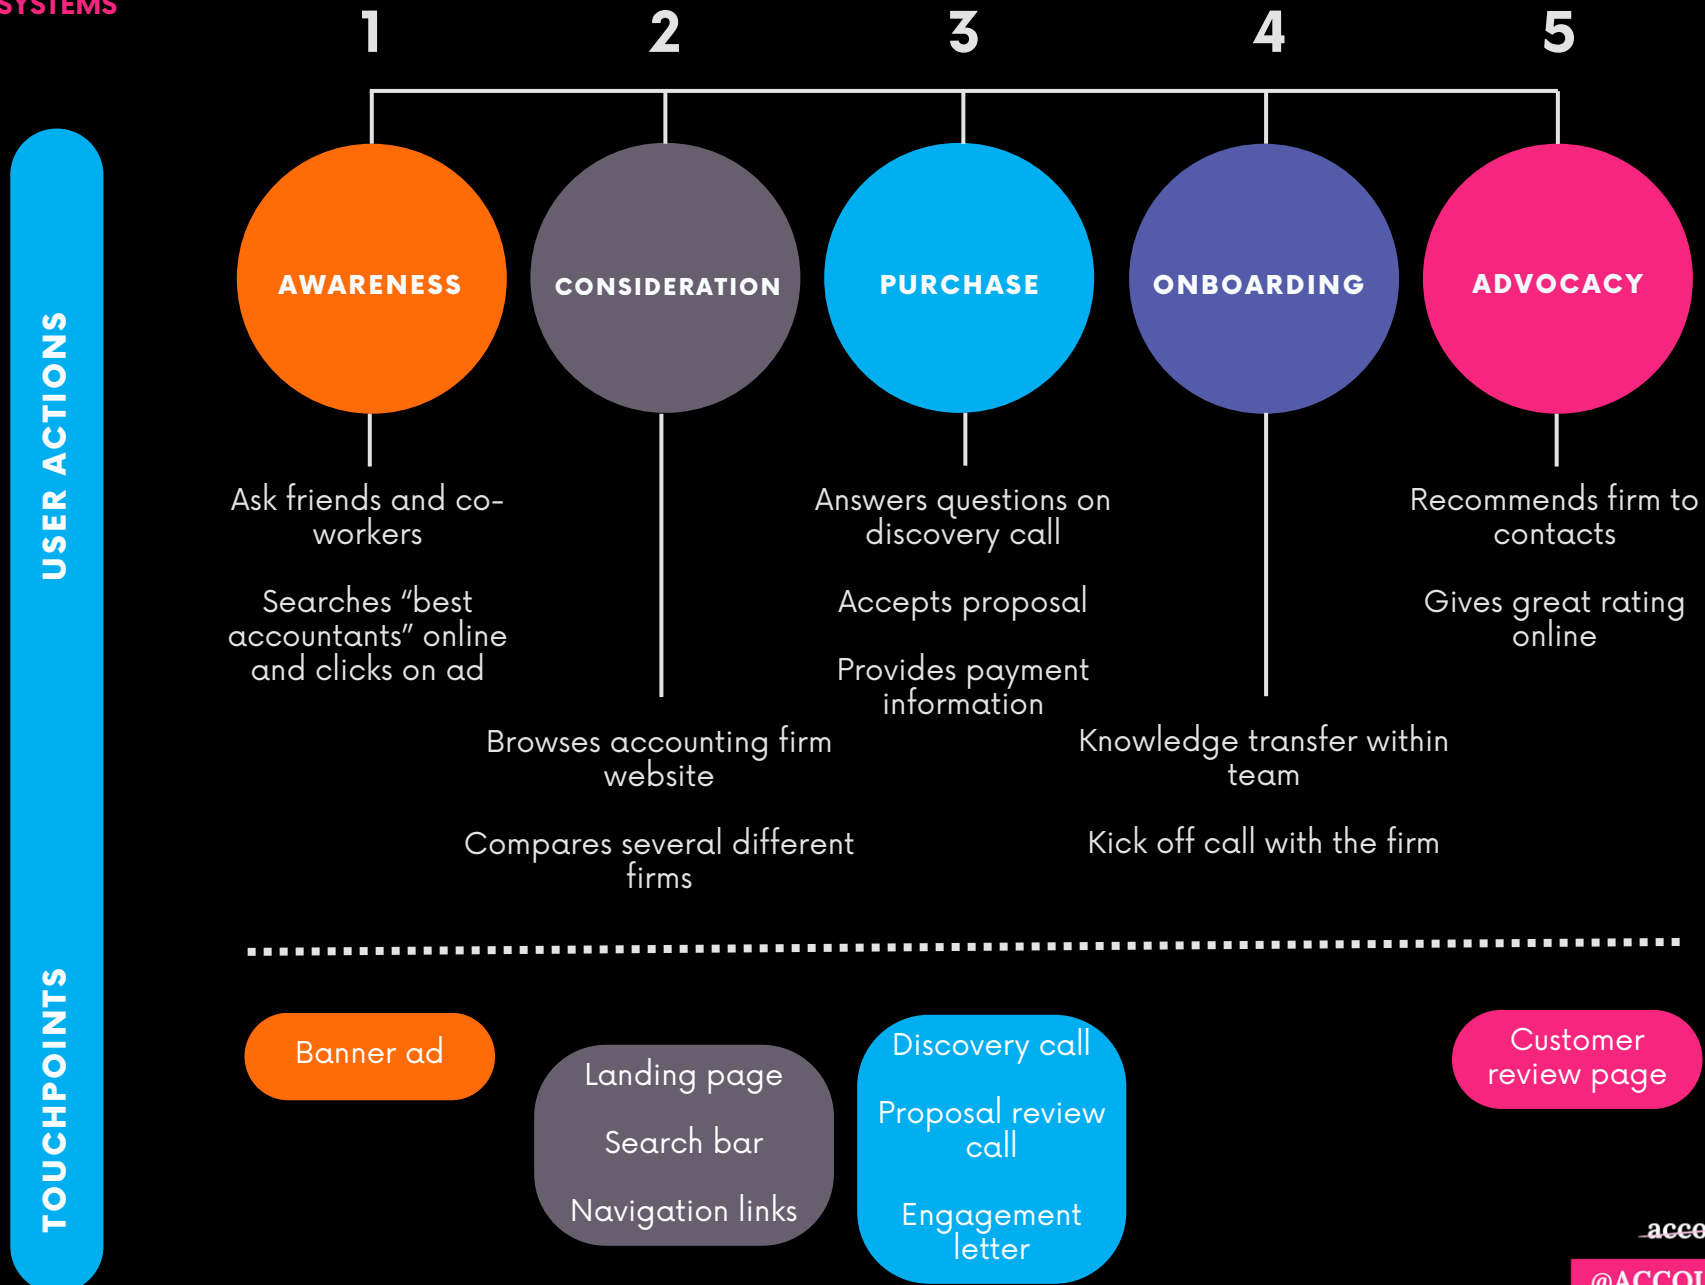 SYSTEMS
1
2
3
4
5
AWARENESS
CONSIDERATION
PURCHASE
ONBOARDING
ADVOCACY
USER ACTIONS
Ask friends and co-
workers
Searches “best
accountants” online
and clicks on ad
Browses accounting firm
website
Compares several different
firms
Answers questions on
discovery call
Accepts proposal
Provides payment
information
Knowledge transfer within
team
Kick off call with the firm
Recommends firm to
contacts
Gives great rating
online
TOUCHPOINTS
Banner ad
Landing page
Search bar
Navigation links
Discovery call
Proposal review
call
Engagement
letter
Customer
review page